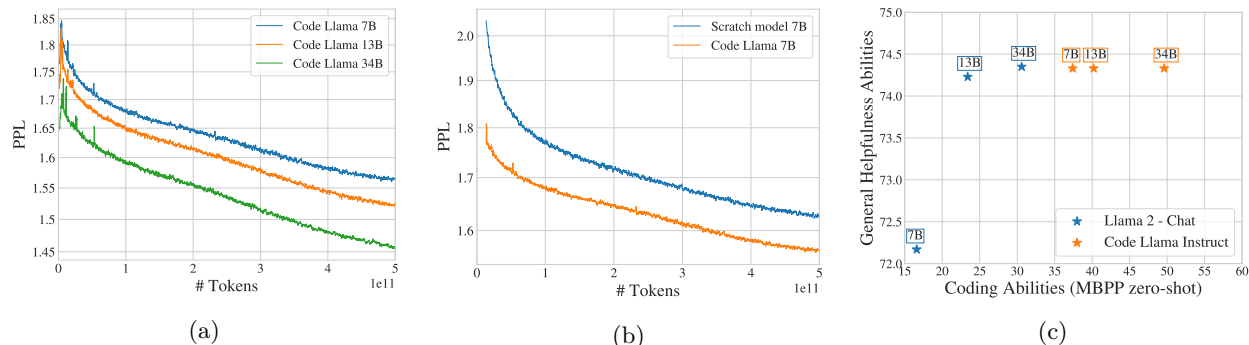 PPL
1.85
1.8
1.75
1.7
1.65
1.6
1.55
1.5
1.45
Code Llama 7B
Code Llama 13B
Code Llama 34B
0
1
2
3
4
5
1e11
# Tokens
(a)
PPL
2.0
1.9
1.8
1.7
1.6
Scratch model 7B
Code Llama 7B
0
1
2
3
4
5
1e11
# Tokens
(b)
General Helpfulness Abilities
75.0
74.5
74.0
73.5
73.0
72.5
72.0
13B
34B
7B
13B
34B
7B
Llama 2 - Chat
Code Llama Instruct
15
20
25
30
35
40
45
50
55
60
Coding Abilities (MBPP zero-shot)
(c)